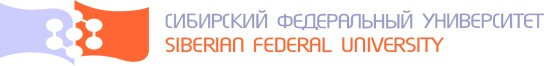 СИБИРСКИЙ ФЕДЕРАЛЬНЫЙ УНИВЕРСИТЕТ
SIBERIAN FEDERAL UNIVERSITY